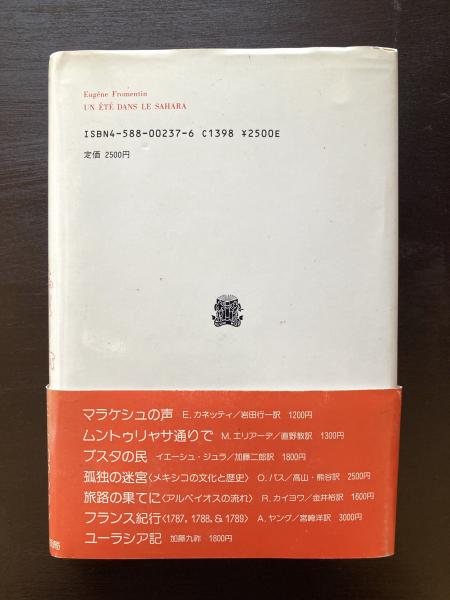 Eugène Fromentin
UN ÉTÉ DANS LE SAHARA
ISBN4-588-00237-6 C1398 ¥2500E
定価 2500円
マラケシュの声 E. カネッティ/岩田行一訳 1200円
ムントゥリャサ通りで M. エリアーデ/直野敦訳 1300円
プスタの民 イエーシュ・ジュラ/加藤二郎訳 1800円
孤独の迷宮〈メキシコの文化と歴史〉 O. パス/高山・熊谷訳 2500円
旅路の果てに〈アルペイオスの流れ〉 R. カイヨワ/金井裕訳 1600円
フランス紀行〈1787, 1788, & 1789〉 A. ヤング/宮崎洋訳 3000円
ユーラシア記 加藤九祚 1800円